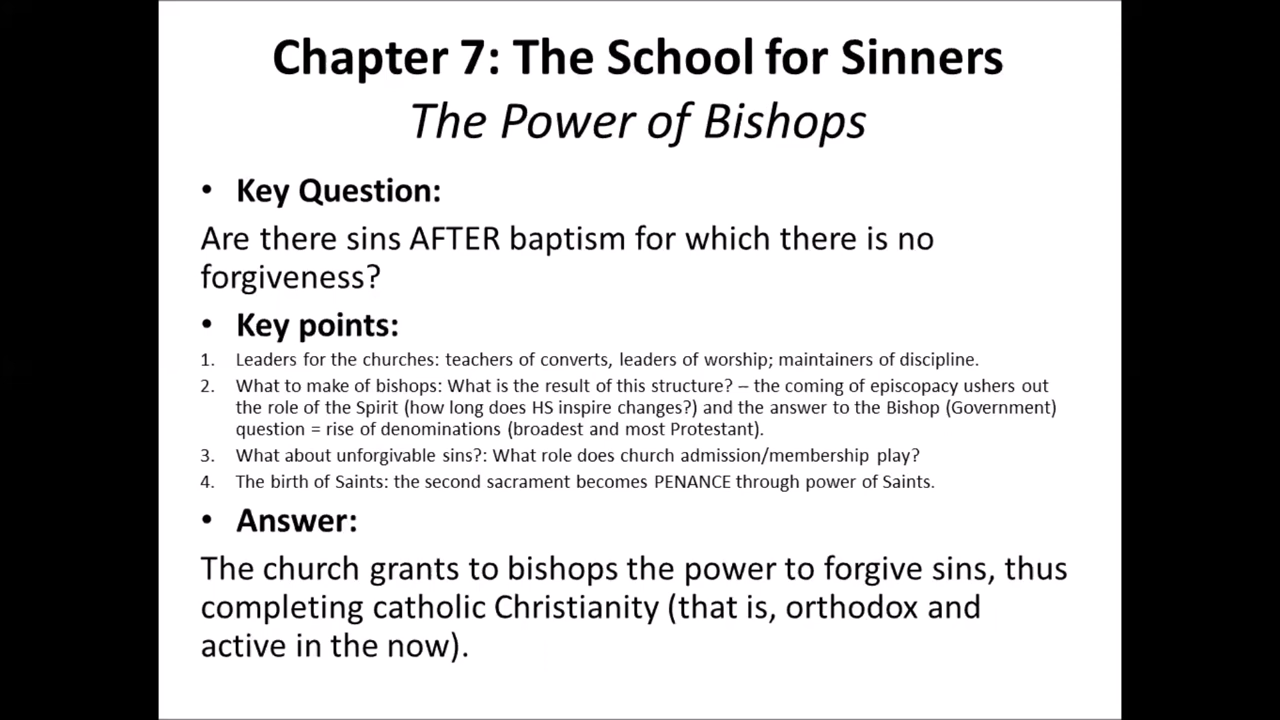 Chapter 7: The School for Sinners
The Power of Bishops
• Key Question:
Are there sins AFTER baptism for which there is no
forgiveness?
• Key points:
1. Leaders for the churches: teachers of converts, leaders of worship; maintainers of discipline.
2. What to make of bishops: What is the result of this structure? – the coming of episcopacy ushers out
the role of the Spirit (how long does HS inspire changes?) and the answer to the Bishop (Government)
question = rise of denominations (broadest and most Protestant).
3. What about unforgivable sins?: What role does church admission/membership play?
4. The birth of Saints: the second sacrament becomes PENANCE through power of Saints.
• Answer:
The church grants to bishops the power to forgive sins, thus
completing catholic Christianity (that is, orthodox and
active in the now).